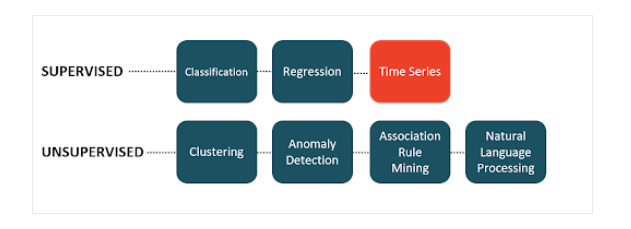 SUPERVISED
Classification
Regression
Time Series
UNSUPERVISED
Clustering
Anomaly
Detection
Association
Rule
Mining
Natural
Language
Processing